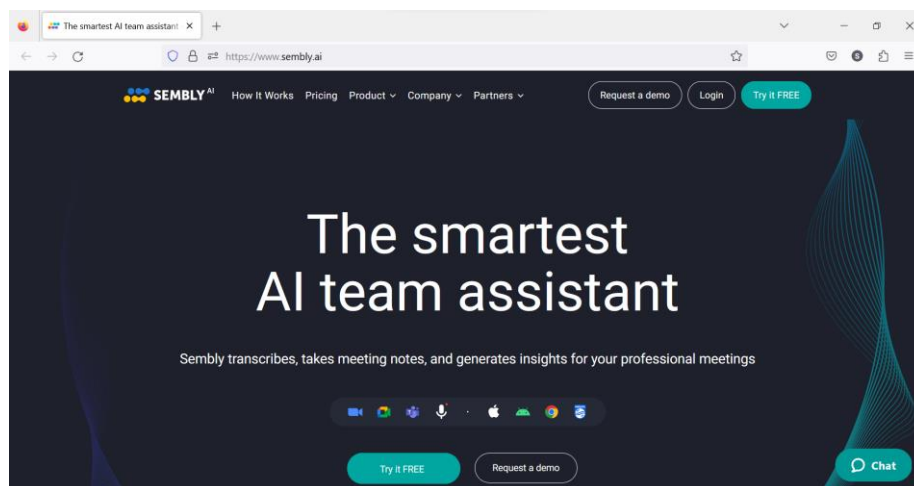 The smartest AI team assistant
https://www.sembly.ai
SEMBLY AI How It Works Pricing Product Company Partners Request a demo Login Try it FREE
The smartest
AI team assistant
Sembly transcribes, takes meeting notes, and generates insights for your professional meetings
Try it FREE Request a demo
Chat